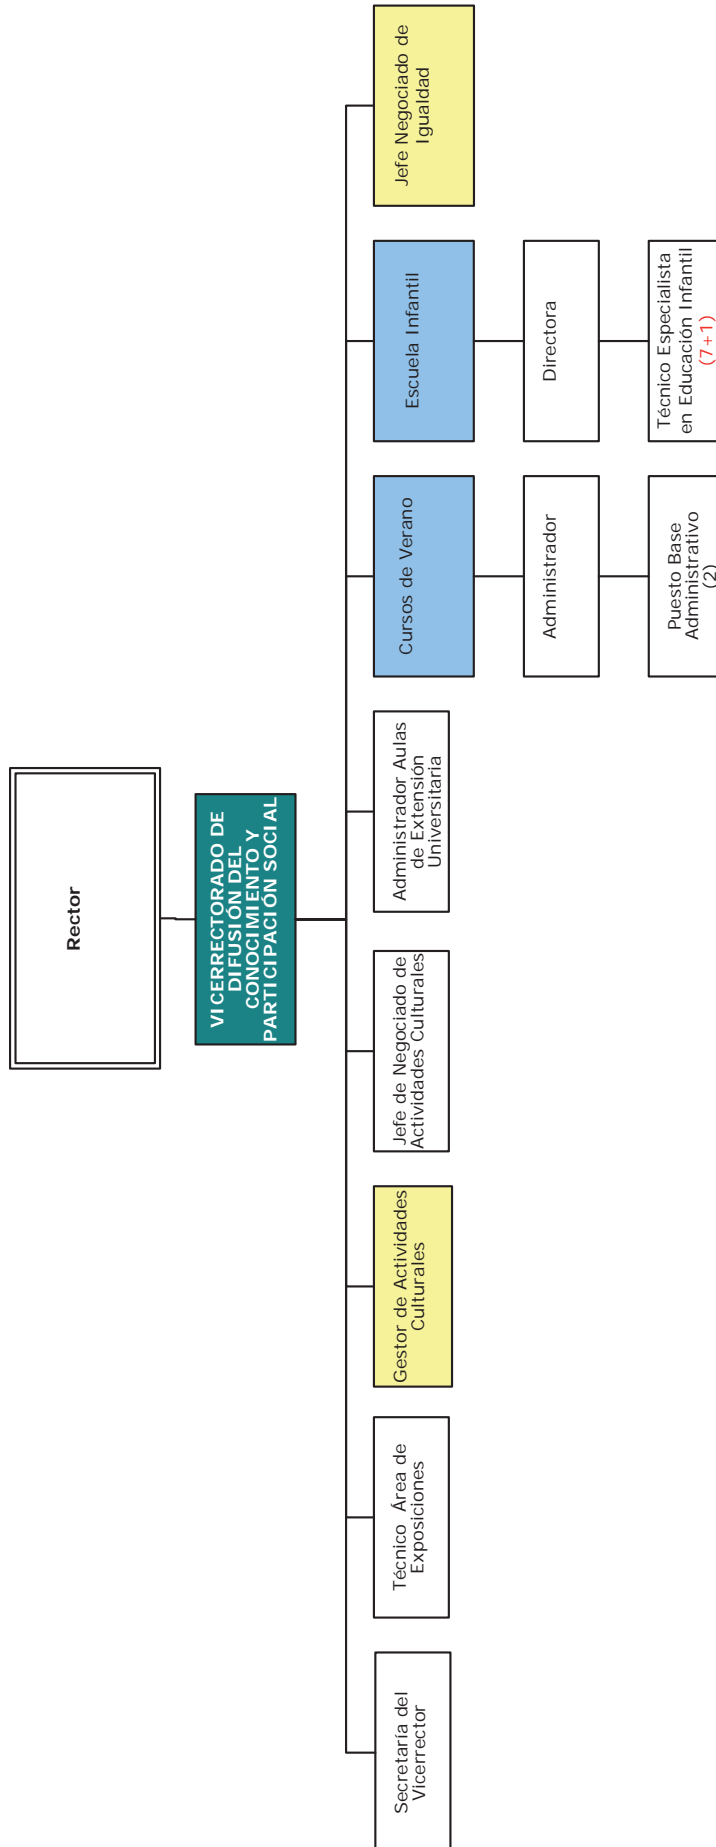 Rector
VICERRECTORADO DE
DIFUSIÓN DEL
CONOCIMIENTO Y
PARTICIPACIÓN SOCIAL
Secretaría del
Vicerrector
Técnico Área de
Exposiciones
Gestor de Actividades
Culturales
Jefe de Negociado de
Actividades Culturales
Administrador Aulas
de Extensión
Universitaria
Cursos de Verano
Escuela Infantil
Jefe Negociado de
Igualdad
Administrador
Directora
Puesto Base
Administrativo
(2)
Técnico Especialista
en Educación Infantil
(7+1)